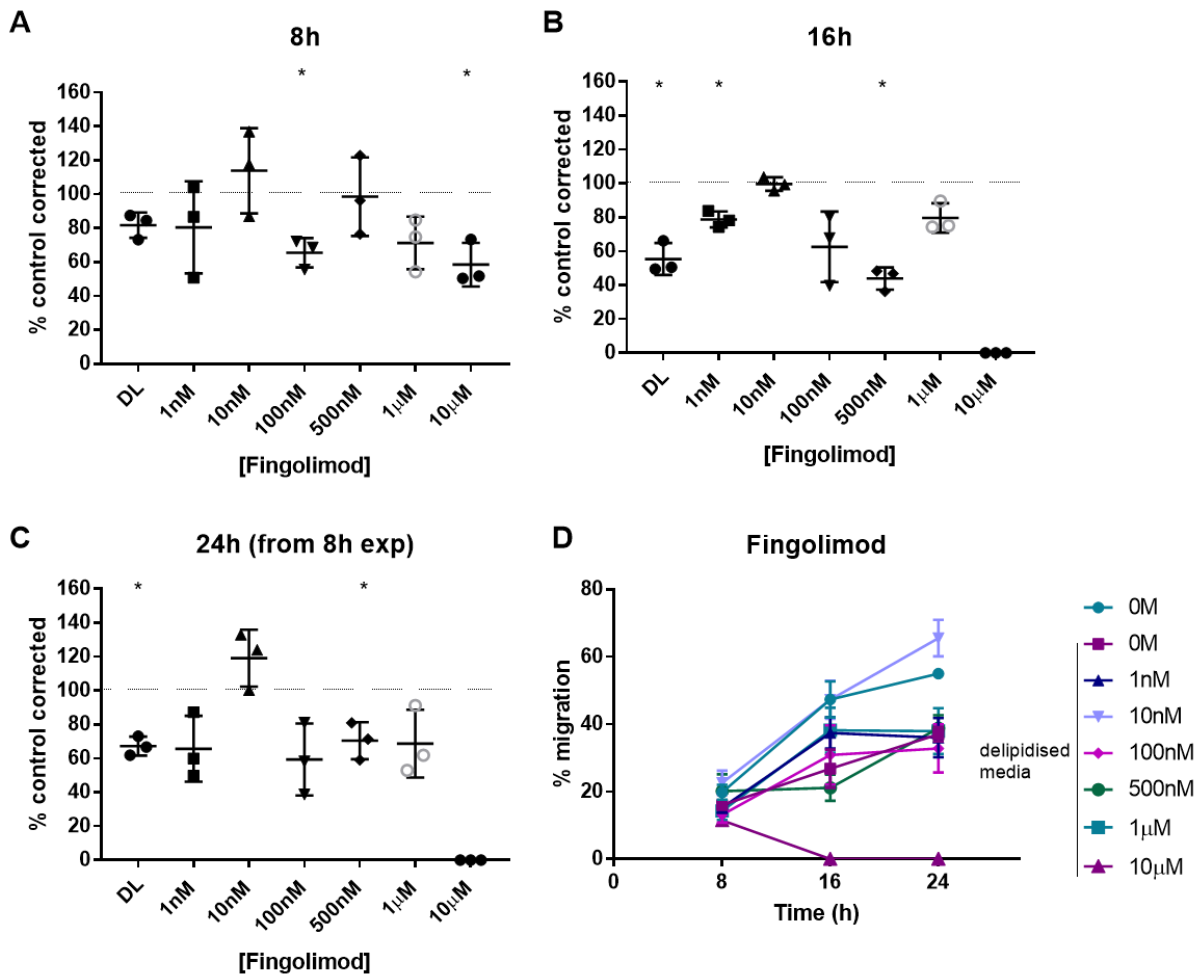 A
8h
*
*
160
140
120
100
80
60
40
20
0
% control corrected
DL
1nM
10nM
100nM
500nM
1μM
10μM
[Fingolimod]
B
16h
*
*
*
160
140
120
100
80
60
40
20
0
% control corrected
DL
1nM
10nM
100nM
500nM
1μM
10μM
[Fingolimod]
C
24h (from 8h exp)
*
*
160
140
120
100
80
60
40
20
0
% control corrected
DL
1nM
10nM
100nM
500nM
1μM
10μM
[Fingolimod]
D
Fingolimod
80
60
40
20
0
% migration
0
8
16
24
Time (h)
0M
0M
1nM
10nM
100nM
500nM
1μM
10μM
delipidised
media